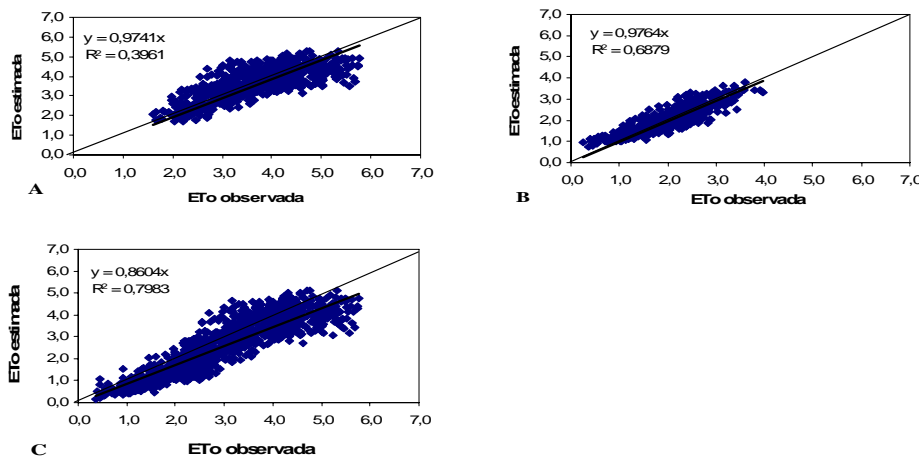 7,0
6,0
5,0
4,0
3,0
2,0
1,0
0,0
y = 0,9741x
R² = 0,3961
ETo estimada
0,0 1,0 2,0 3,0 4,0 5,0 6,0 7,0
A
ETo observada
7,0
6,0
5,0
4,0
3,0
2,0
1,0
0,0
y = 0,9764x
R² = 0,6879
ETo estimada
0,0 1,0 2,0 3,0 4,0 5,0 6,0 7,0
B
ETo observada
7,0
6,0
5,0
4,0
3,0
2,0
1,0
0,0
y = 0,8604x
R² = 0,7983
ETo estimada
0,0 1,0 2,0 3,0 4,0 5,0 6,0 7,0
C
ETo observada